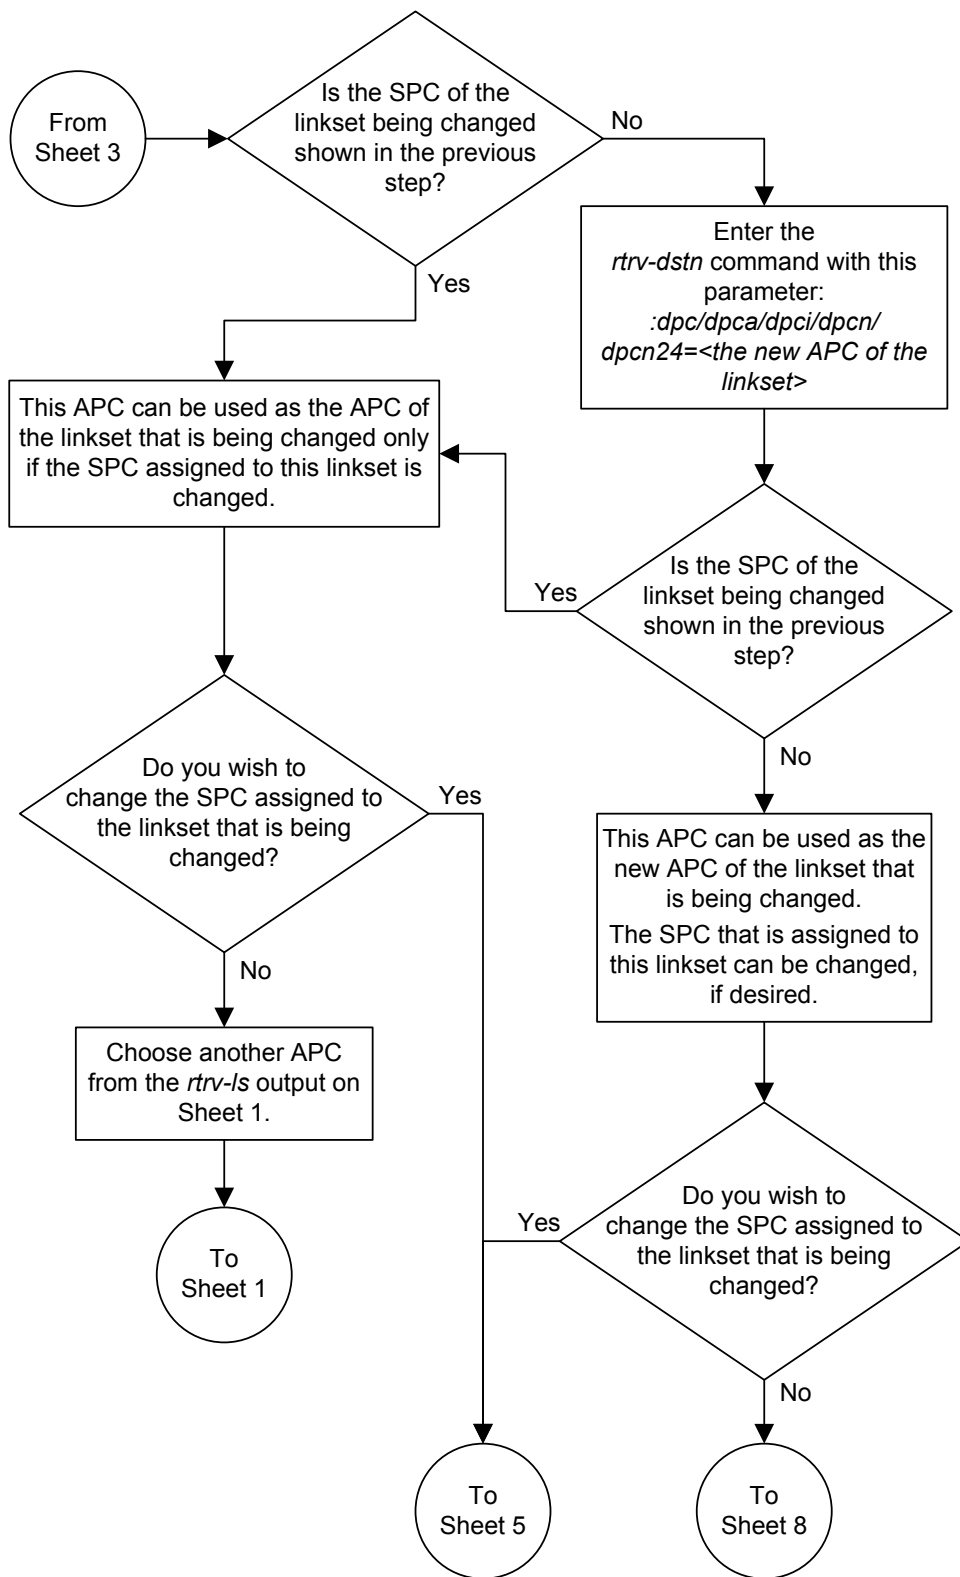 From
Sheet 3
Is the SPC of the
linkset being changed
shown in the previous
step?
No
Yes
Enter the
rtrv-dstn command with this
parameter:
:dpc/dpca/dpci/dpcn/
dpcn24=<the new APC of the
linkset>
This APC can be used as the APC of
the linkset that is being changed only
if the SPC assigned to this linkset is
changed.
Is the SPC of the
linkset being changed
shown in the previous
step?
Yes
No
Do you wish to
change the SPC assigned to
the linkset that is being
changed?
Yes
No
This APC can be used as the
new APC of the linkset that
is being changed.
The SPC that is assigned to
this linkset can be changed,
if desired.
Choose another APC
from the rtrv-ls output on
Sheet 1.
To
Sheet 1
Do you wish to
change the SPC assigned to
the linkset that is being
changed?
Yes
No
To
Sheet 5
To
Sheet 8